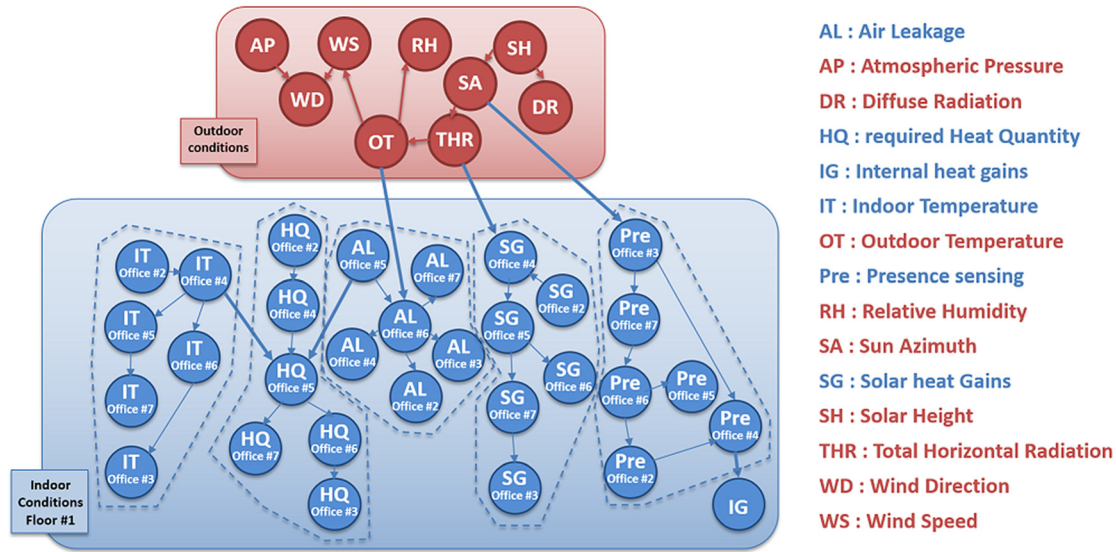 AP
WS
RH
SH
SA
WD
DR
OT
THR
Outdoor
conditions
HQ
Office #2
IT
Office #2
IT
Office #4
AL
Office #5
AL
Office #7
SG
Office #4
Pre
Office #3
HQ
Office #4
SG
Office #2
IT
Office #5
AL
Office #6
SG
Office #5
Pre
Office #7
IT
Office #6
AL
Office #4
AL
Office #3
HQ
Office #5
SG
Office #6
Pre
Office #6
Pre
Office #5
IT
Office #7
AL
Office #2
SG
Office #7
Pre
Office #4
HQ
Office #7
HQ
Office #6
IT
Office #3
SG
Office #3
Pre
Office #2
HQ
Office #3
IG
Indoor
Conditions
Floor #1
AL : Air Leakage
AP : Atmospheric Pressure
DR : Diffuse Radiation
HQ : required Heat Quantity
IG : Internal heat gains
IT : Indoor Temperature
OT : Outdoor Temperature
Pre : Presence sensing
RH : Relative Humidity
SA : Sun Azimuth
SG : Solar heat Gains
SH : Solar Height
THR : Total Horizontal Radiation
WD : Wind Direction
WS : Wind Speed